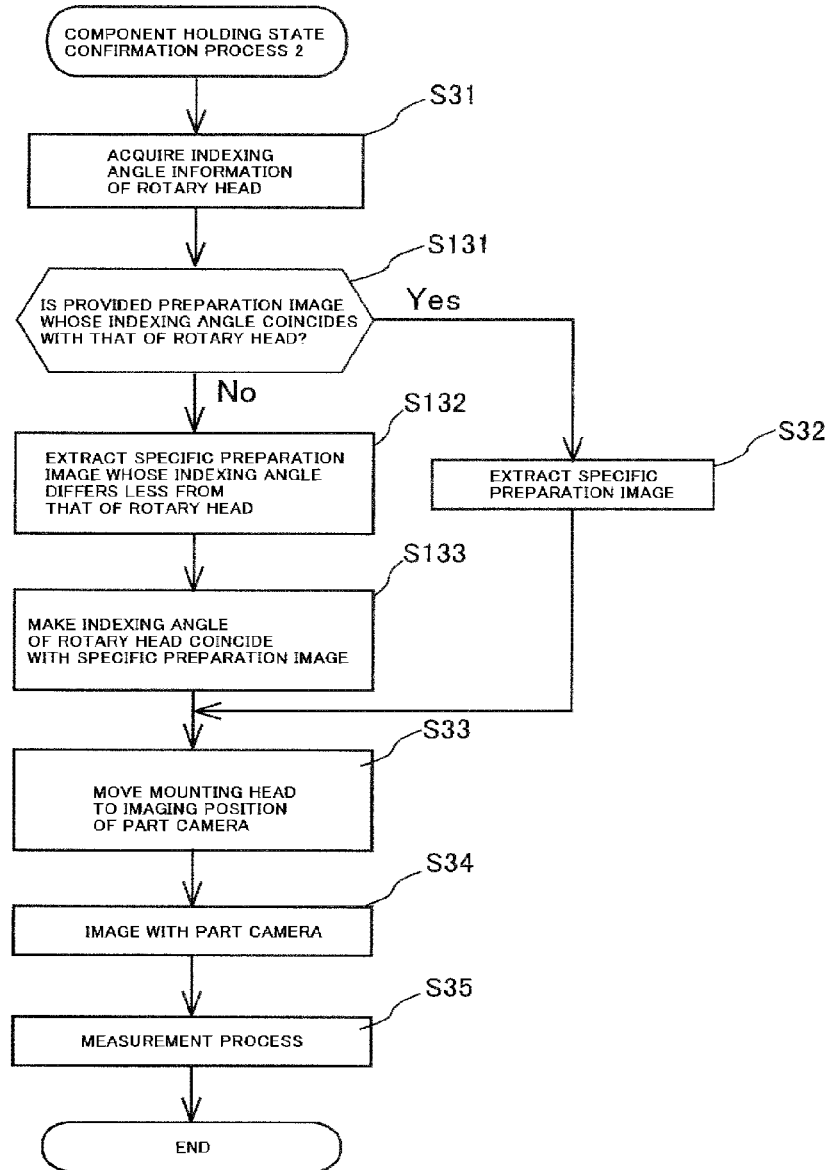 COMPONENT HOLDING STATE
CONFIRMATION PROCESS 2
S31
ACQUIRE INDEXING
ANGLE INFORMATION
OF ROTARY HEAD
S131
IS PROVIDED PREPARATION IMAGE
WHOSE INDEXING ANGLE COINCIDES
WITH THAT OF ROTARY HEAD?
Yes
No
S132
EXTRACT SPECIFIC PREPARATION
IMAGE WHOSE INDEXING ANGLE
DIFFERS LESS FROM
THAT OF ROTARY HEAD
S32
EXTRACT SPECIFIC
PREPARATION IMAGE
S133
MAKE INDEXING ANGLE
OF ROTARY HEAD COINCIDE
WITH SPECIFIC PREPARATION IMAGE
S33
MOVE MOUNTING HEAD
TO IMAGING POSITION
OF PART CAMERA
S34
IMAGE WITH PART CAMERA
S35
MEASUREMENT PROCESS
END